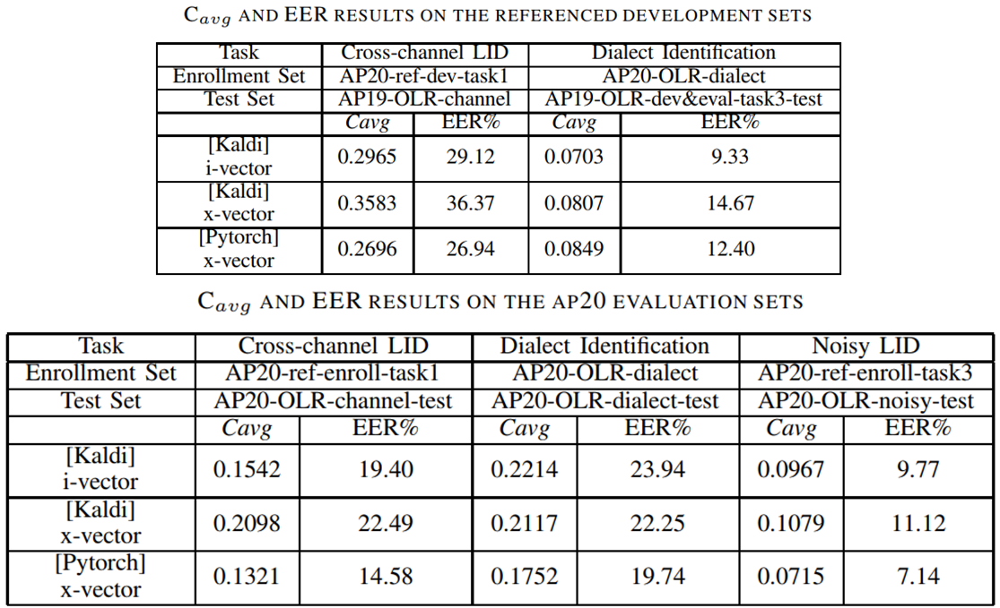 Cavg AND EER RESULTS ON THE REFERENCED DEVELOPMENT SETS
Task Cross-channel LID Dialect Identification
Enrollment Set AP20-ref-dev-task1 AP20-OLR-dialect
Test Set AP19-OLR-channel AP19-OLR-dev&eval-task3-test
Cavg EER% Cavg EER%
[Kaldi]
i-vector 0.2965 29.12 0.0703 9.33
[Kaldi]
x-vector 0.3583 36.37 0.0807 14.67
[Pytorch]
x-vector 0.2696 26.94 0.0849 12.40
Cavg AND EER RESULTS ON THE AP20 EVALUATION SETS
Task Cross-channel LID Dialect Identification Noisy LID
Enrollment Set AP20-ref-enroll-task1 AP20-OLR-dialect AP20-ref-enroll-task3
Test Set AP20-OLR-channel-test AP20-OLR-dialect-test AP20-OLR-noisy-test
Cavg EER% Cavg EER% Cavg EER%
[Kaldi]
i-vector 0.1542 19.40 0.2214 23.94 0.0967 9.77
[Kaldi]
x-vector 0.2098 22.49 0.2117 22.25 0.1079 11.12
[Pytorch]
x-vector 0.1321 14.58 0.1752 19.74 0.0715 7.14